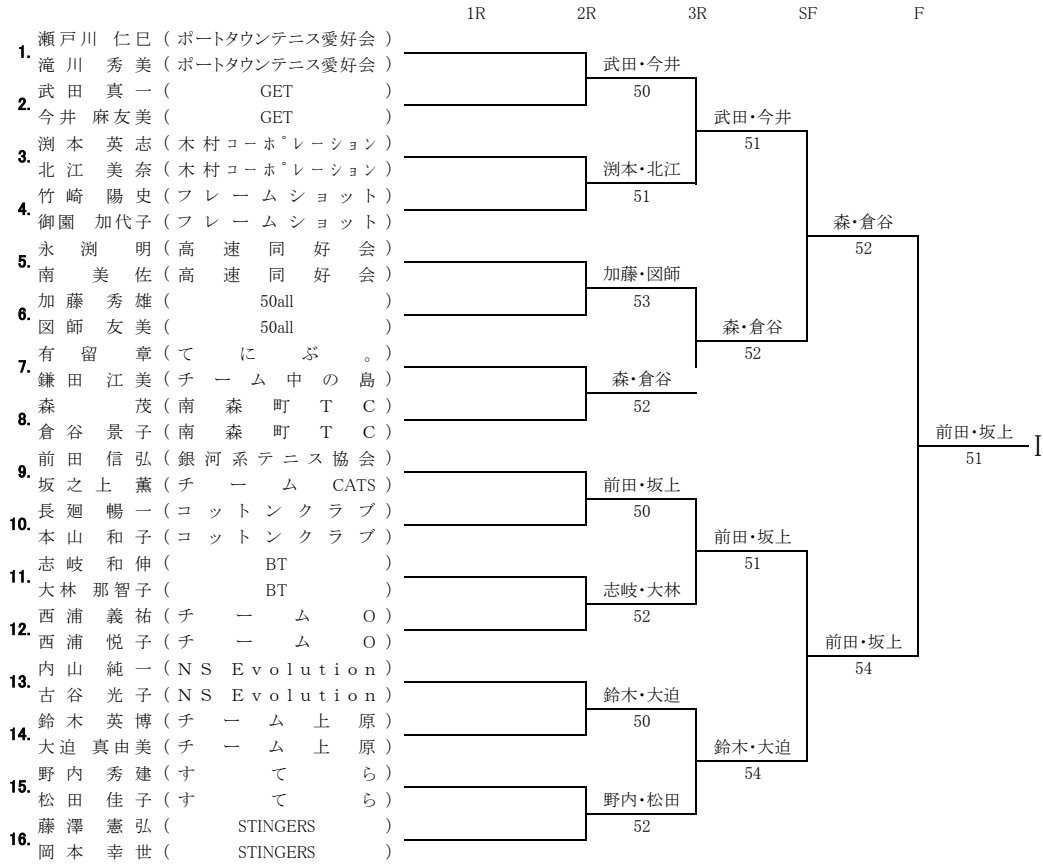 1R 2R 3R SF F
1.
瀬戸川 仁巳 ( ポートタウンテニス愛好会 )
滝川 秀美 ( ポートタウンテニス愛好会 )
武田・今井
50
2.
武田 真一 ( GET )
今井 麻友美 ( GET )
武田・今井
51
3.
渕本 英志 ( 木村コーポレーション )
北江 美奈 ( 木村コーポレーション )
渕本・北江
51
4.
竹崎 陽史 ( フレームショット )
御園 加代子 ( フレームショット )
森・倉谷
52
5.
永渕 明 ( 高速同好会 )
南 美佐 ( 高速同好会 )
加藤・図師
53
6.
加藤 秀雄 ( 50all )
図師 友美 ( 50all )
森・倉谷
52
7.
有留 章 ( てにぶ。 )
鎌田 江美 ( チーム中の島 )
森・倉谷
52
8.
森 茂 ( 南森町TC )
倉谷 景子 ( 南森町TC )
前田・坂上
51
I
9.
前田 信弘 ( 銀河系テニス協会 )
坂之上 薫 ( チーム CATS )
前田・坂上
50
10.
長廻 暢一 ( コットンクラブ )
本山 和子 ( コットンクラブ )
前田・坂上
51
11.
志岐 和伸 ( BT )
大林 那智子 ( BT )
志岐・大林
52
12.
西浦 義祐 ( チームO )
西浦 悦子 ( チームO )
前田・坂上
54
13.
内山 純一 ( NS Evolution )
古谷 光子 ( NS Evolution )
鈴木・大迫
50
14.
鈴木 英博 ( チーム上原 )
大迫 真由美 ( チーム上原 )
鈴木・大迫
54
15.
野内 秀建 ( すてら )
松田 佳子 ( すてら )
野内・松田
52
16.
藤澤 憲弘 ( STINGERS )
岡本 幸世 ( STINGERS )